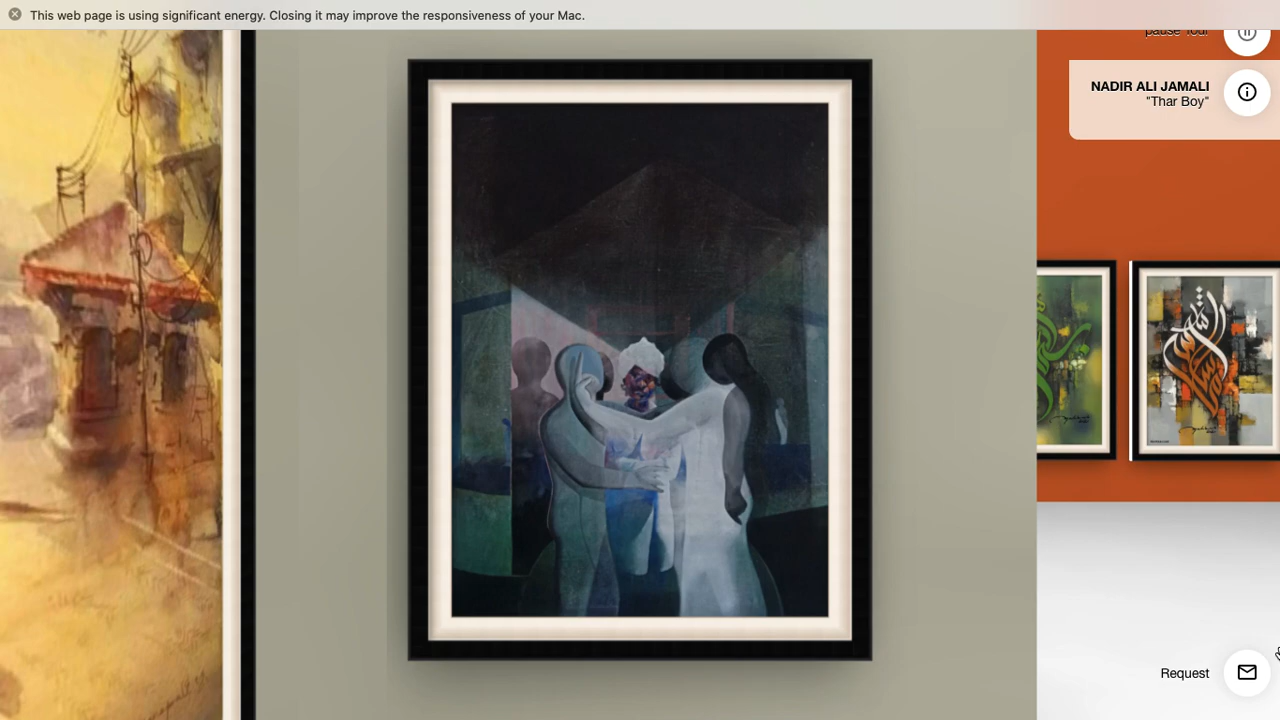 This web page is using significant energy. Closing it may improve the responsiveness of your Mac.
NADIR ALI JAMALI
"Thar Boy"
Request